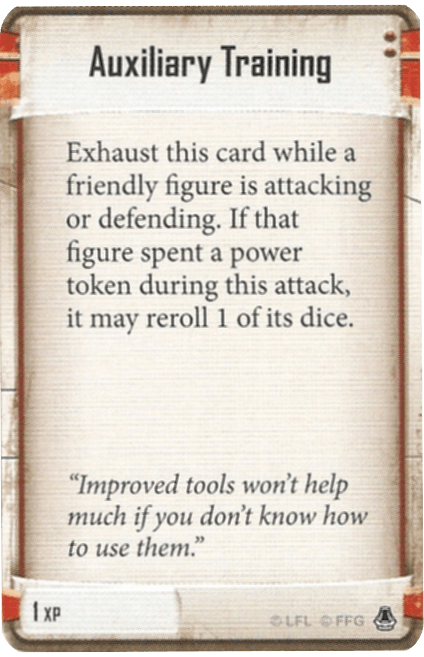 Auxiliary Training
Exhaust this card while a
friendly figure is attacking
or defending. If that
figure spent a power
token during this attack,
it may reroll 1 of its dice.
“Improved tools won’t help
much if you don’t know how
to use them.”
1 XP
© LFL © FFG